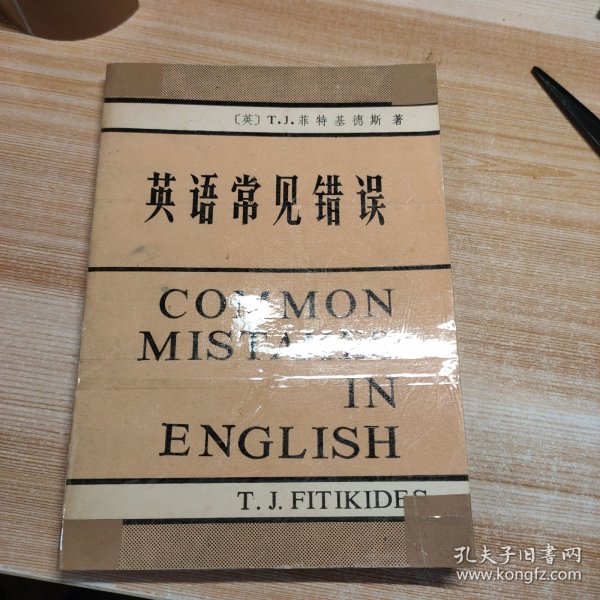 〔英〕T.J.菲特基德斯 著
英语常见错误
COMMON
MISTAKES
IN
ENGLISH
T. J. FITIKIDES
孔夫子旧书网
www.kongfz.com